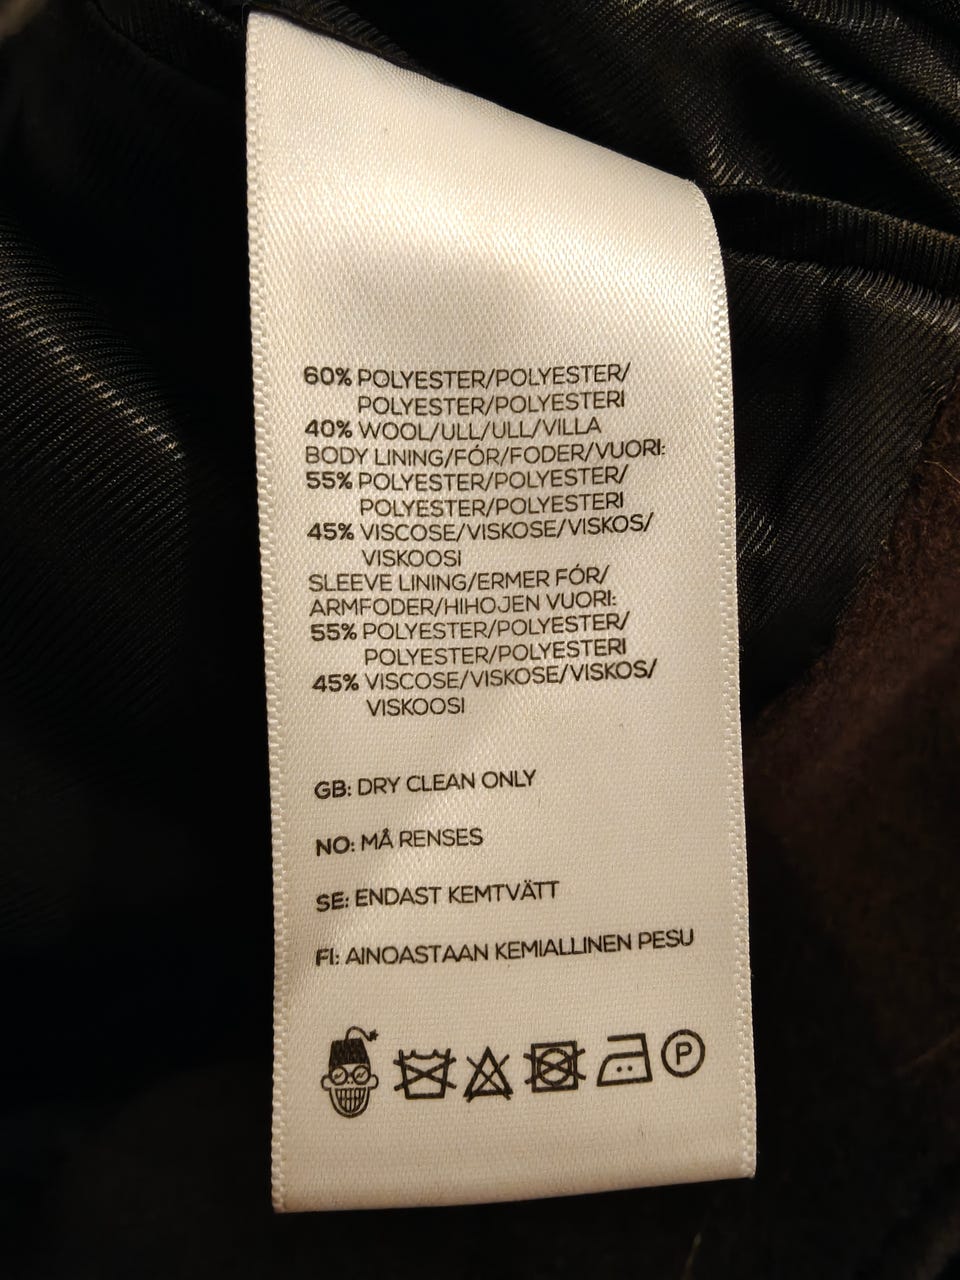 60% POLYESTER/POLYESTER/
POLYESTER/POLYESTERI
40% WOOL/ULL/ULL/VILLA
BODY LINING/FÓR/FODER/VUORI:
55% POLYESTER/POLYESTER/
POLYESTER/POLYESTERI
45% VISCOSE/VISKOSE/VISKOS/
VISKOOSI
SLEEVE LINING/ERMER FÓR/
ARMFODER/HIHOJEN VUORI:
55% POLYESTER/POLYESTER/
POLYESTER/POLYESTERI
45% VISCOSE/VISKOSE/VISKOS/
VISKOOSI
GB: DRY CLEAN ONLY
NO: MÅ RENSES
SE: ENDAST KEMTVÄTT
FI: AINOASTAAN KEMIALLINEN PESU
P